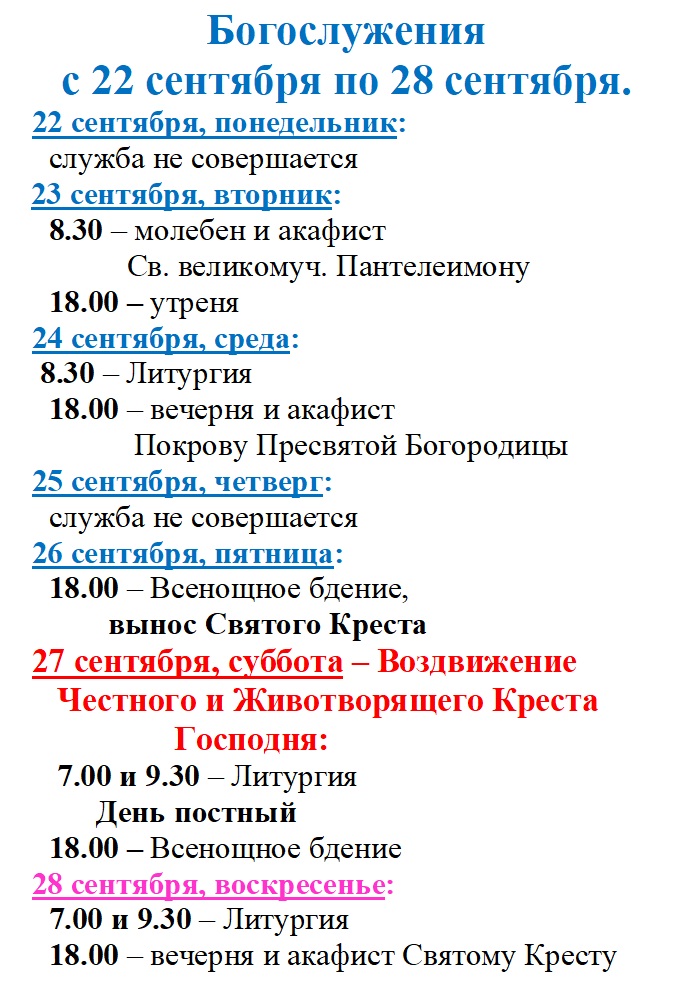 Богослужения
с 22 сентября по 28 сентября.
22 сентября, понедельник:
служба не совершается
23 сентября, вторник:
8.30 – молебен и акафист
Св. великомуч. Пантелеимону
18.00 – утреня
24 сентября, среда:
8.30 – Литургия
18.00 – вечерня и акафист
Покрову Пресвятой Богородицы
25 сентября, четверг:
служба не совершается
26 сентября, пятница:
18.00 – Всенощное бдение,
вынос Святого Креста
27 сентября, суббота – Воздвижение
Честного и Животворящего Креста
Господня:
7.00 и 9.30 – Литургия
День постный
18.00 – Всенощное бдение
28 сентября, воскресенье:
7.00 и 9.30 – Литургия
18.00 – вечерня и акафист Святому Кресту